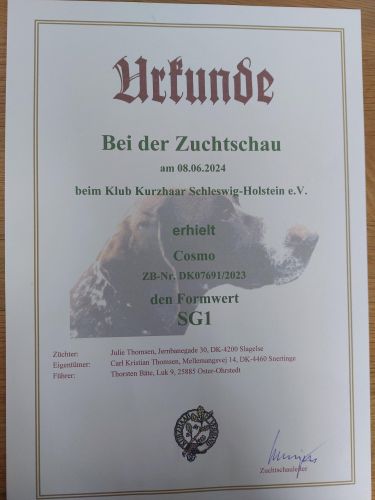 Urkunde
Bei der Zuchtschau
am 08.06.2024
beim Klub Kurzhaar Schleswig-Holstein e.V.
erhielt
Cosmo
ZB-Nr. DK07691/2023
den Formwert
SG1
Züchter: Julie Thomsen, Jernbanegade 30, DK-4200 Slagelse
Eigentümer: Carl Kristian Thomsen, Mellemungsvej 14, DK-4460 Snertinge
Führer: Thorsten Bäte, Luk 9, 25885 Oster-Ohrstedt
Zuchtschauleiter